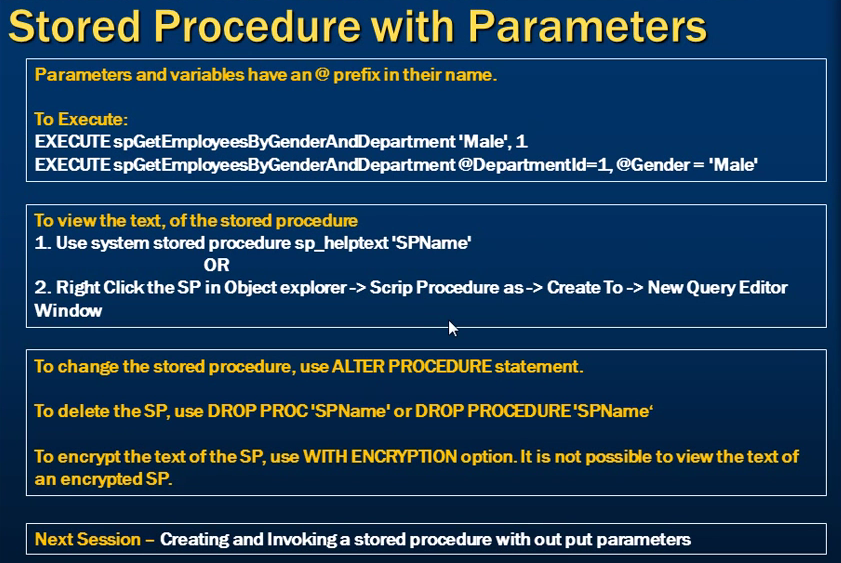 Stored Procedure with Parameters
Parameters and variables have an @ prefix in their name.
To Execute:
EXECUTE spGetEmployeesByGenderAndDepartment 'Male', 1
EXECUTE spGetEmployeesByGenderAndDepartment @DepartmentId=1, @Gender = 'Male'
To view the text, of the stored procedure
1. Use system stored procedure sp_helptext 'SPName'
OR
2. Right Click the SP in Object explorer -> Scrip Procedure as -> Create To -> New Query Editor
Window
To change the stored procedure, use ALTER PROCEDURE statement.
To delete the SP, use DROP PROC 'SPName' or DROP PROCEDURE 'SPName‘
To encrypt the text of the SP, use WITH ENCRYPTION option. It is not possible to view the text of
an encrypted SP.
Next Session – Creating and Invoking a stored procedure with out put parameters